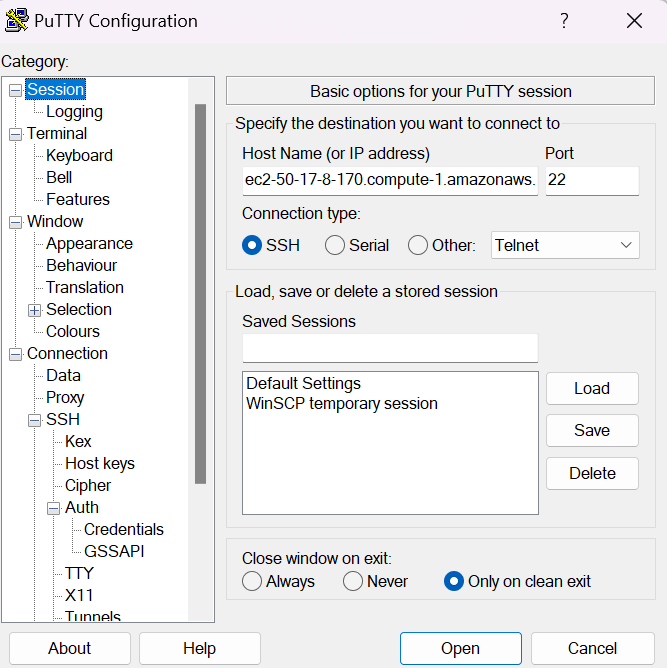 PuTTY Configuration
?
Category:
Session
Logging
Terminal
Keyboard
Bell
Features
Window
Appearance
Behaviour
Translation
Selection
Colours
Connection
Data
Proxy
SSH
Kex
Host keys
Cipher
Auth
Credentials
GSSAPI
TTY
X11
Tunnels
Basic options for your PuTTY session
Specify the destination you want to connect to
Host Name (or IP address) Port
ec2-50-17-8-170.compute-1.amazonaws. 22
Connection type:
SSH Serial Other: Telnet
Load, save or delete a stored session
Saved Sessions
Default Settings
WinSCP temporary session
Load
Save
Delete
Close window on exit:
Always Never Only on clean exit
About Help Open Cancel